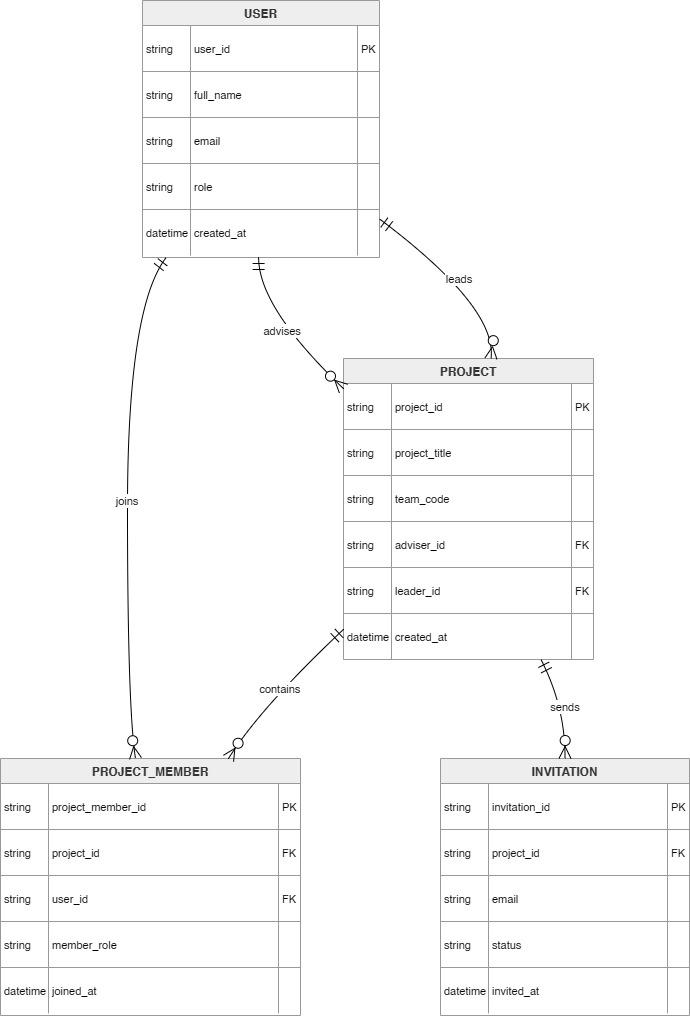 USER
string user_id PK
string full_name
string email
string role
datetime created_at
leads
advises
PROJECT
string project_id PK
string project_title
string team_code
string adviser_id FK
string leader_id FK
datetime created_at
joins
contains
sends
PROJECT_MEMBER
string project_member_id PK
string project_id FK
string user_id FK
string member_role
datetime joined_at
INVITATION
string invitation_id PK
string project_id FK
string email
string status
datetime invited_at